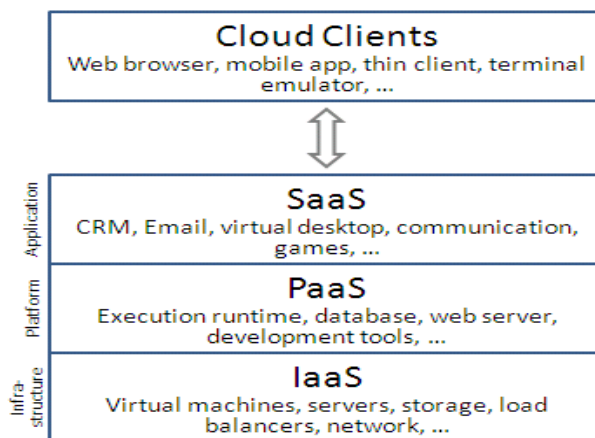 Cloud Clients
Web browser, mobile app, thin client, terminal
emulator, ...
Application
SaaS
CRM, Email, virtual desktop, communication,
games, ...
Platform
PaaS
Execution runtime, database, web server,
development tools, ...
Infra-
structure
IaaS
Virtual machines, servers, storage, load
balancers, network, ...